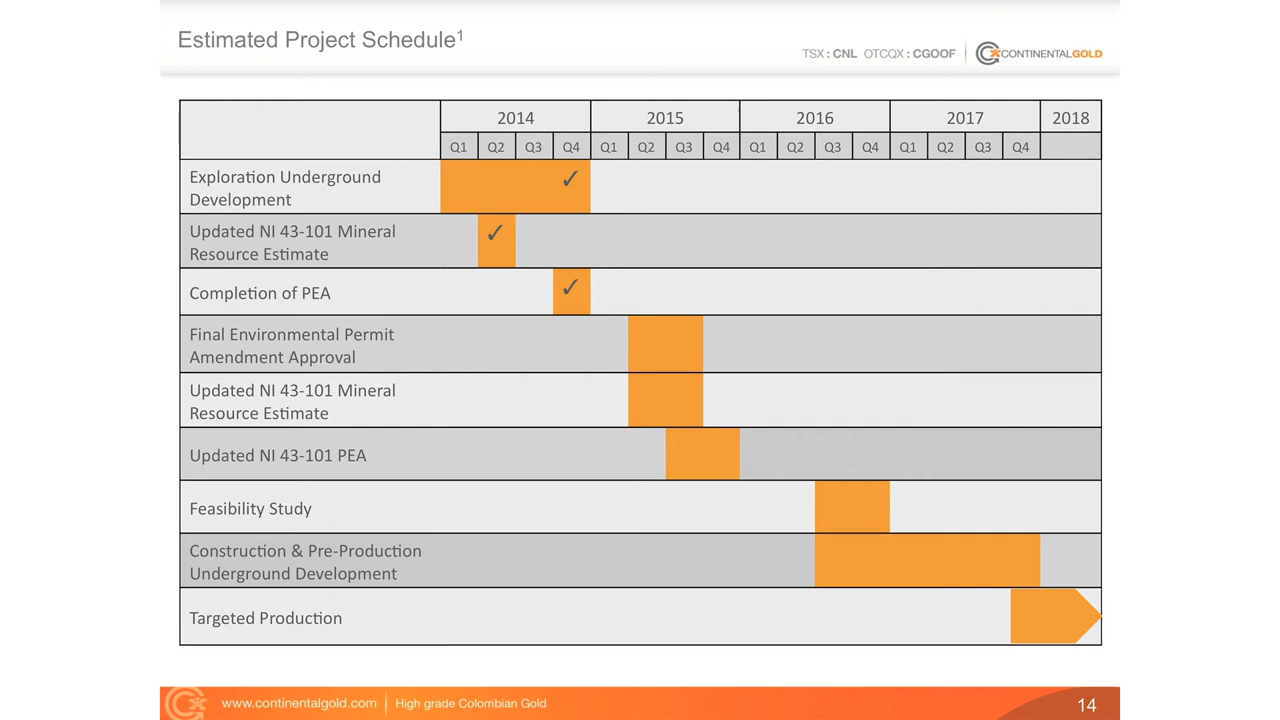 Estimated Project Schedule¹
TSX : CNL OTCQX : CGOOF
CONTINENTALGOLD
2014 2015 2016 2017 2018
Q1 Q2 Q3 Q4 Q1 Q2 Q3 Q4 Q1 Q2 Q3 Q4 Q1 Q2 Q3 Q4
Exploration Underground
Development
✓
Updated NI 43-101 Mineral
Resource Estimate
✓
Completion of PEA
✓
Final Environmental Permit
Amendment Approval
Updated NI 43-101 Mineral
Resource Estimate
Updated NI 43-101 PEA
Feasibility Study
Construction & Pre-Production
Underground Development
Targeted Production
www.continentalgold.com
High grade Colombian Gold
14